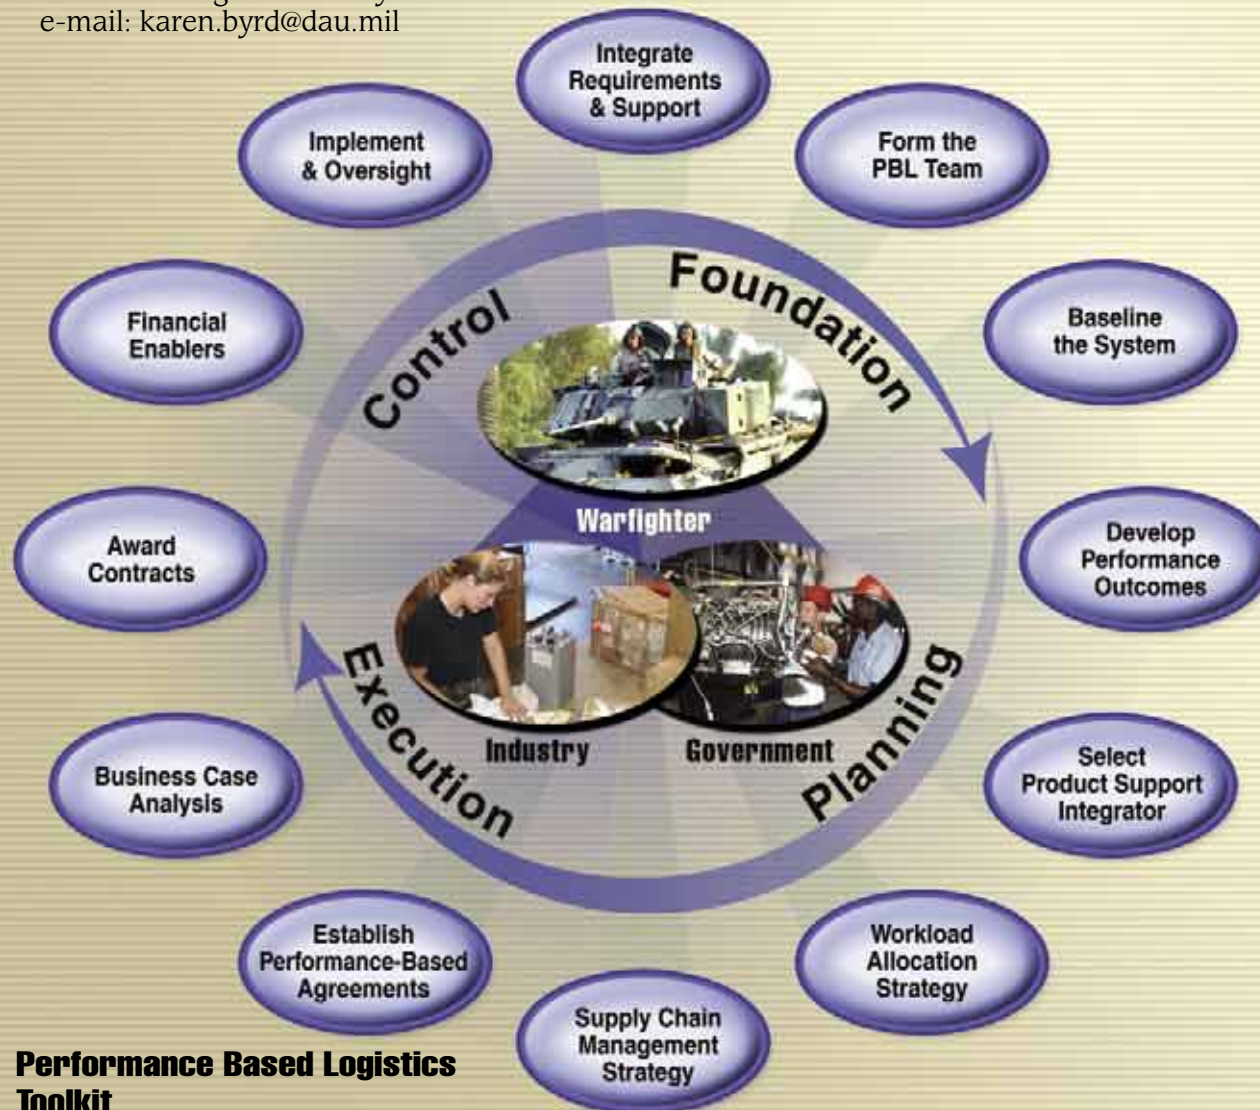 e-mail: karen.byrd@dau.mil
Integrate
Requirements
& Support
Implement
& Oversight
Form the
PBL Team
Financial
Enablers
Baseline
the System
Control
Foundation
Warfighter
Award
Contracts
Develop
Performance
Outcomes
Execution
Planning
Industry
Government
Business Case
Analysis
Select
Product Support
Integrator
Establish
Performance-Based
Agreements
Workload
Allocation
Strategy
Supply Chain
Management
Strategy
Performance Based Logistics
Toolkit